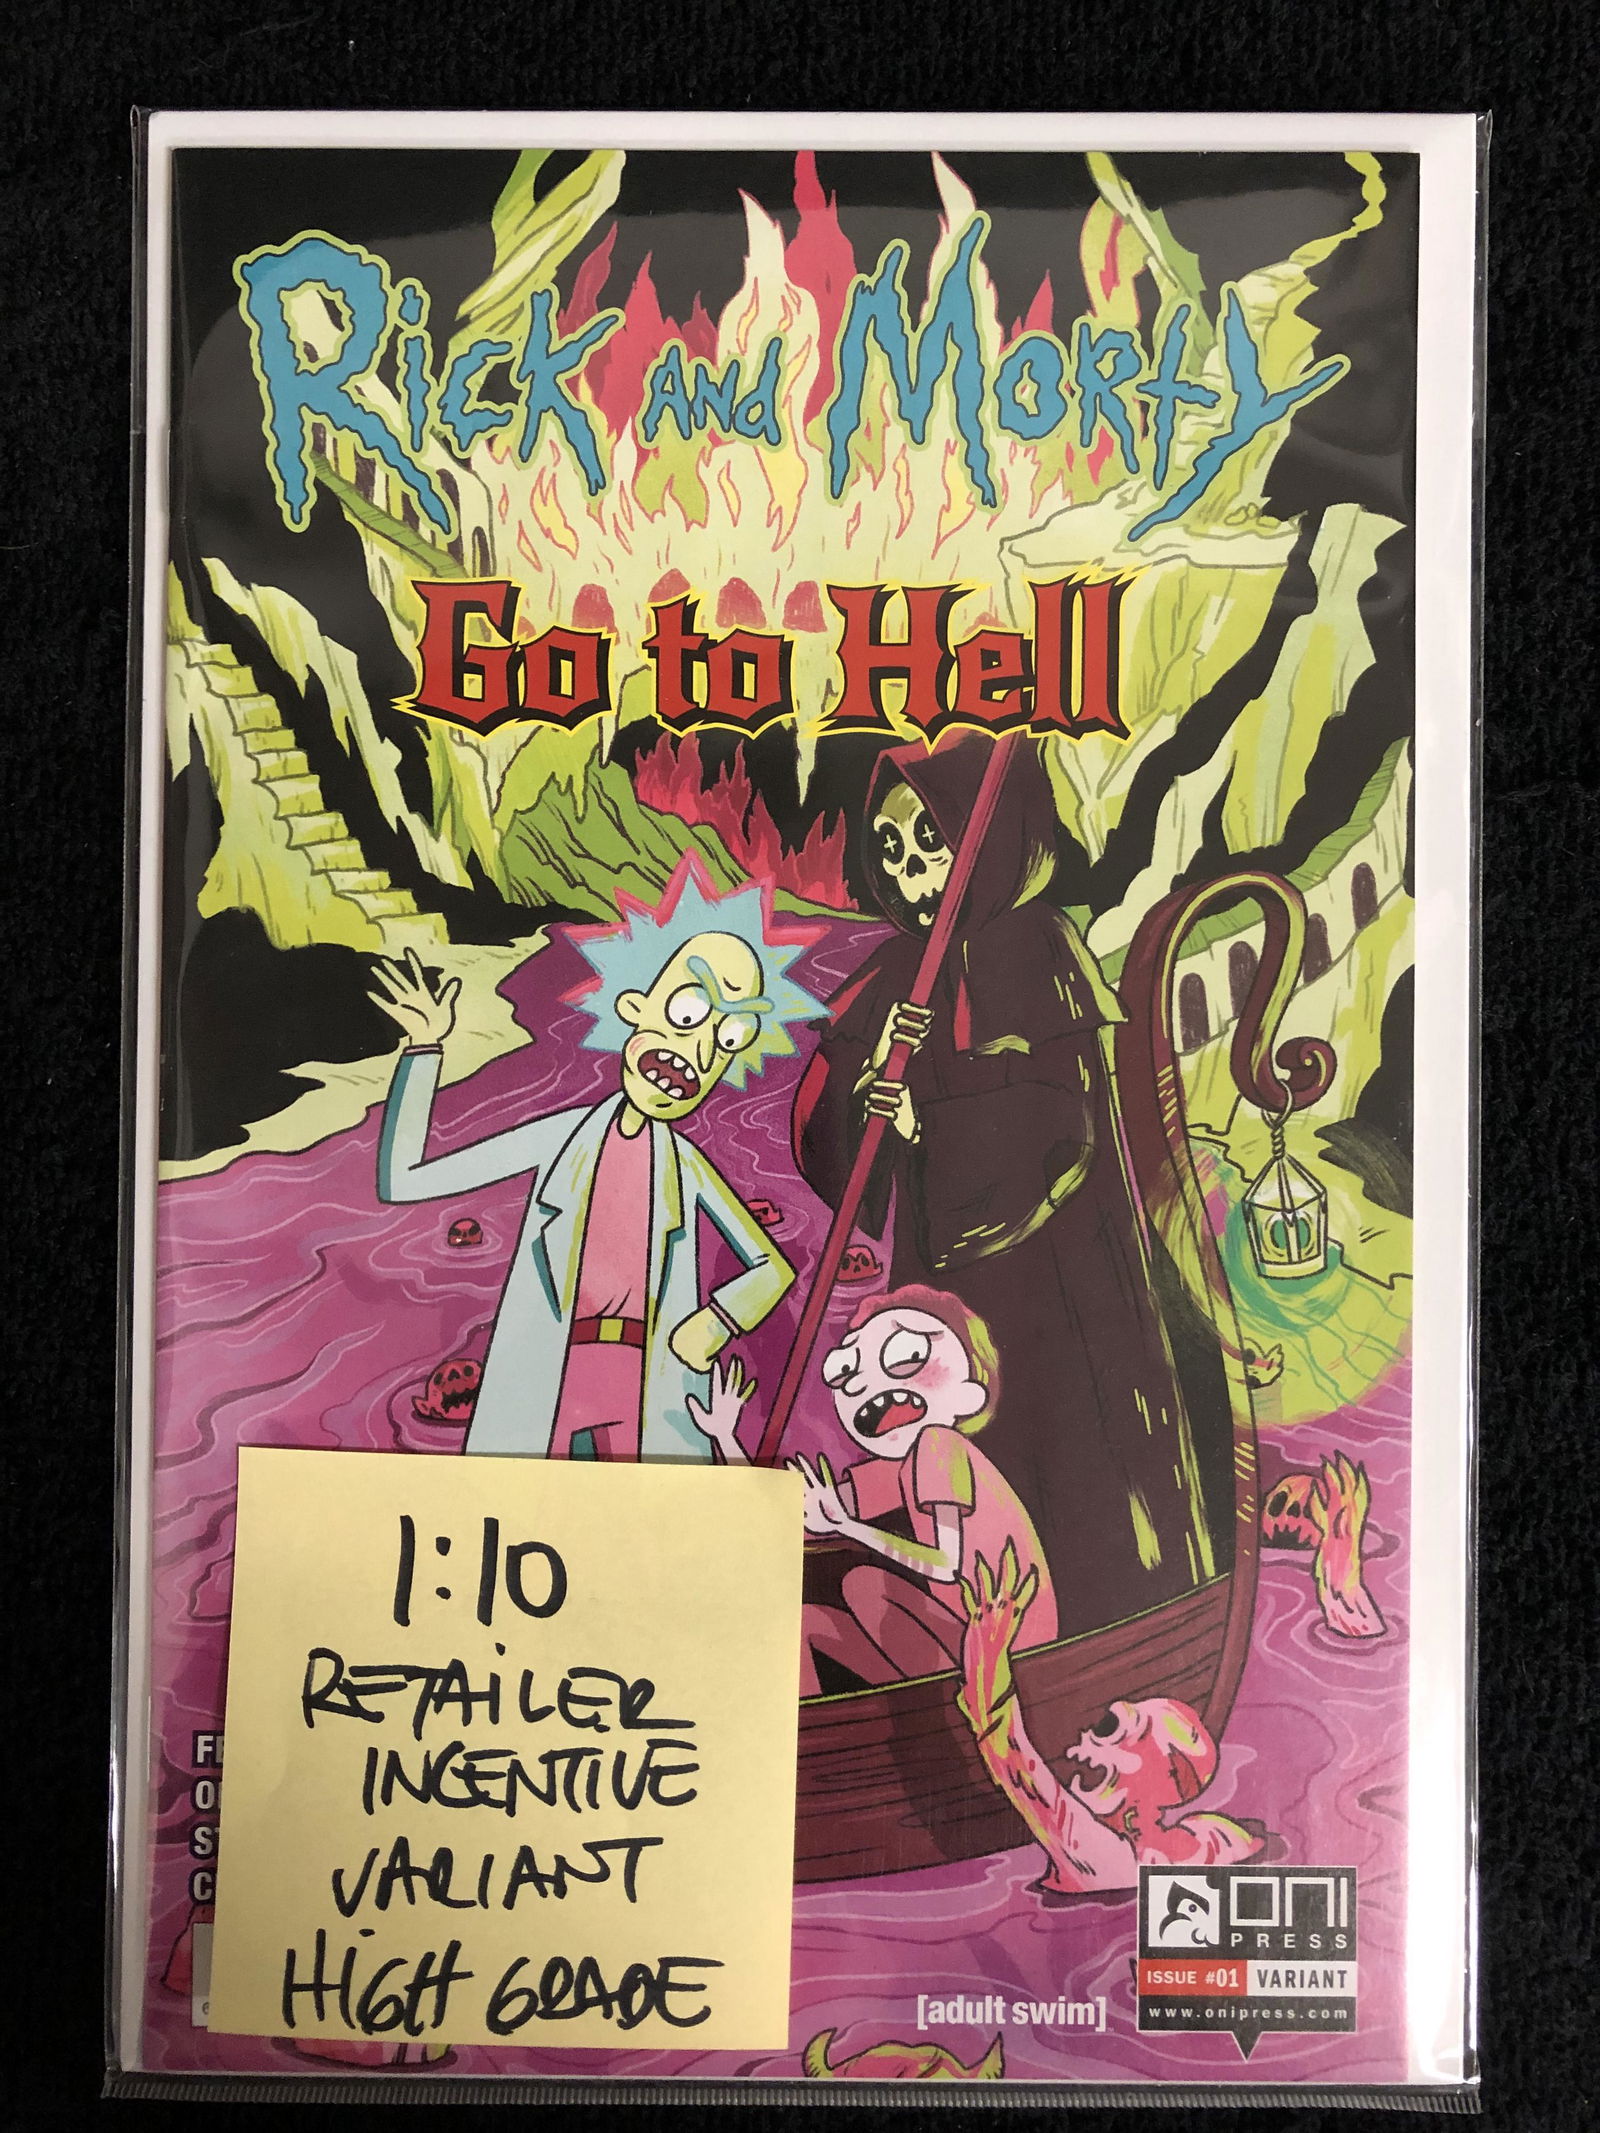 Rick and Morty
Go to Hell
1:10
RETAILER
INCENTIVE
VARIANT
HIGH GRADE
[adult swim]
ONI
PRESS
ISSUE #01 VARIANT
www.onipress.com